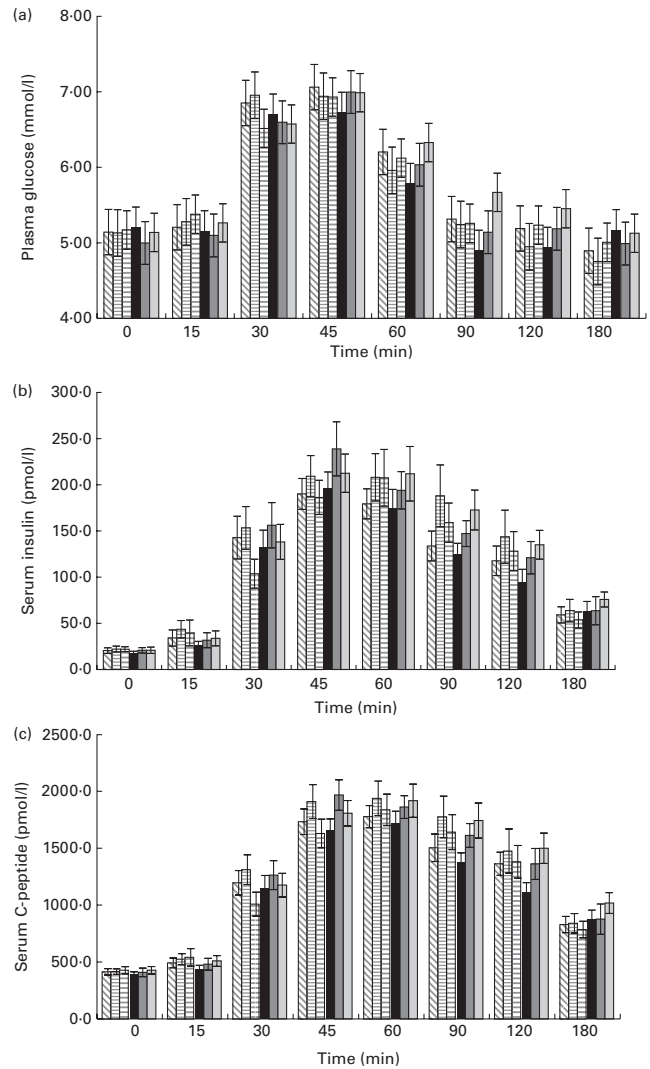 (a)
8·00
7·00
6·00
5·00
4·00
Plasma glucose (mmol/l)
0 15 30 45 60 90 120 180
Time (min)
(b)
300·0
250·0
200·0
150·0
100·0
50·0
0·0
Serum insulin (pmol/l)
0 15 30 45 60 90 120 180
Time (min)
(c)
2500·0
2000·0
1500·0
1000·0
500·0
0·0
Serum C-peptide (pmol/l)
0 15 30 45 60 90 120 180
Time (min)